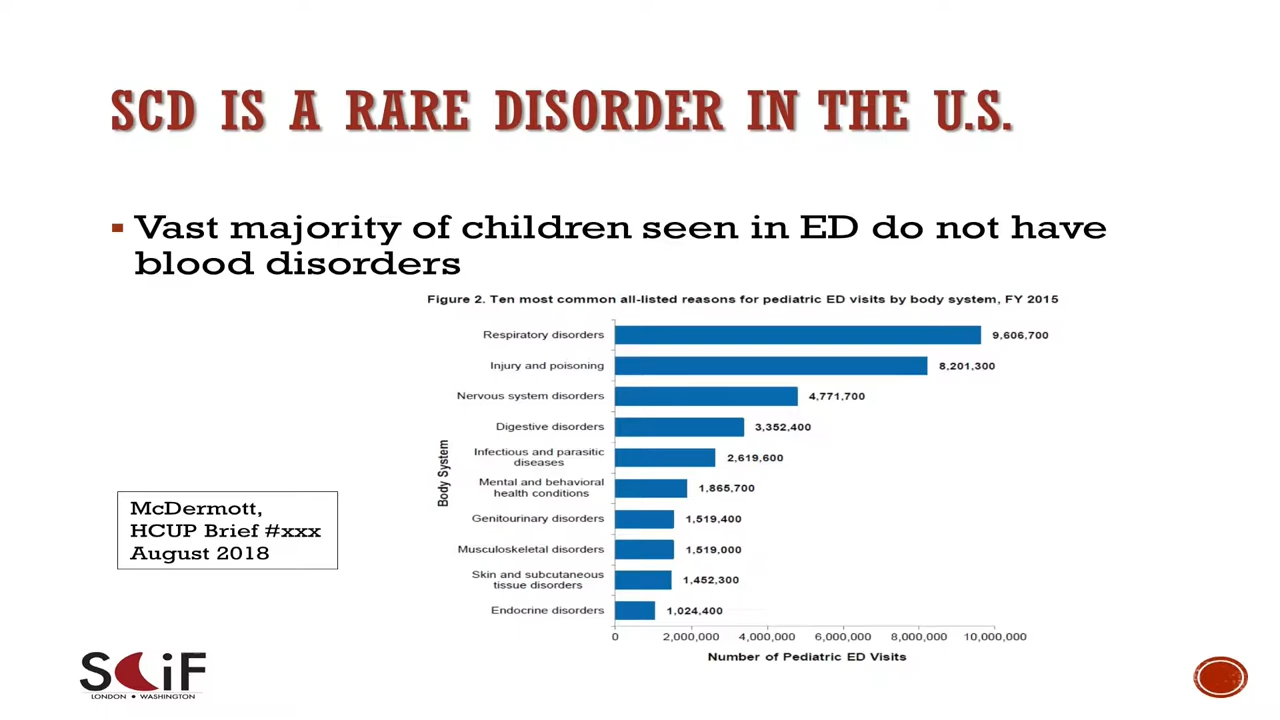 SCD IS A RARE DISORDER IN THE U.S.
▪ Vast majority of children seen in ED do not have
blood disorders
Figure 2. Ten most common all-listed reasons for pediatric ED visits by body system, FY 2015
Body System
Respiratory disorders 9,606,700
Injury and poisoning 8,201,300
Nervous system disorders 4,771,700
Digestive disorders 3,352,400
Infectious and parasitic
diseases 2,619,600
Mental and behavioral
health conditions 1,865,700
Genitourinary disorders 1,519,400
Musculoskeletal disorders 1,519,000
Skin and subcutaneous
tissue disorders 1,452,300
Endocrine disorders 1,024,400
0 2,000,000 4,000,000 6,000,000 8,000,000 10,000,000
Number of Pediatric ED Visits
McDermott,
HCUP Brief #xxx
August 2018
SCiF
LONDON • WASHINGTON